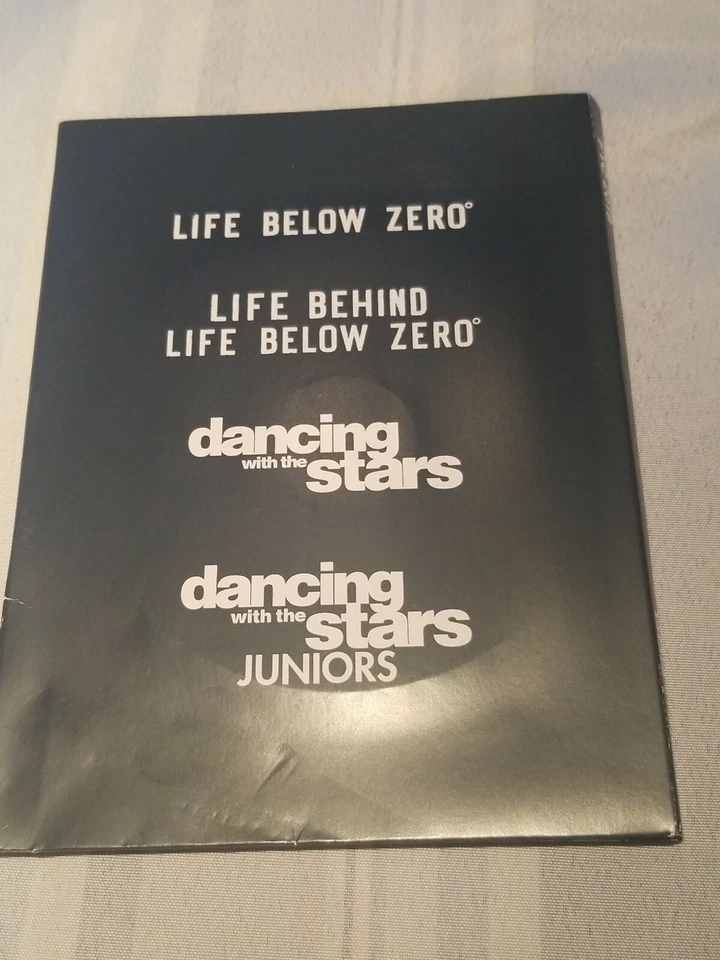 LIFE BELOW ZERO°
LIFE BEHIND
LIFE BELOW ZERO°
dancing
with the stars
dancing
with the stars
JUNIORS